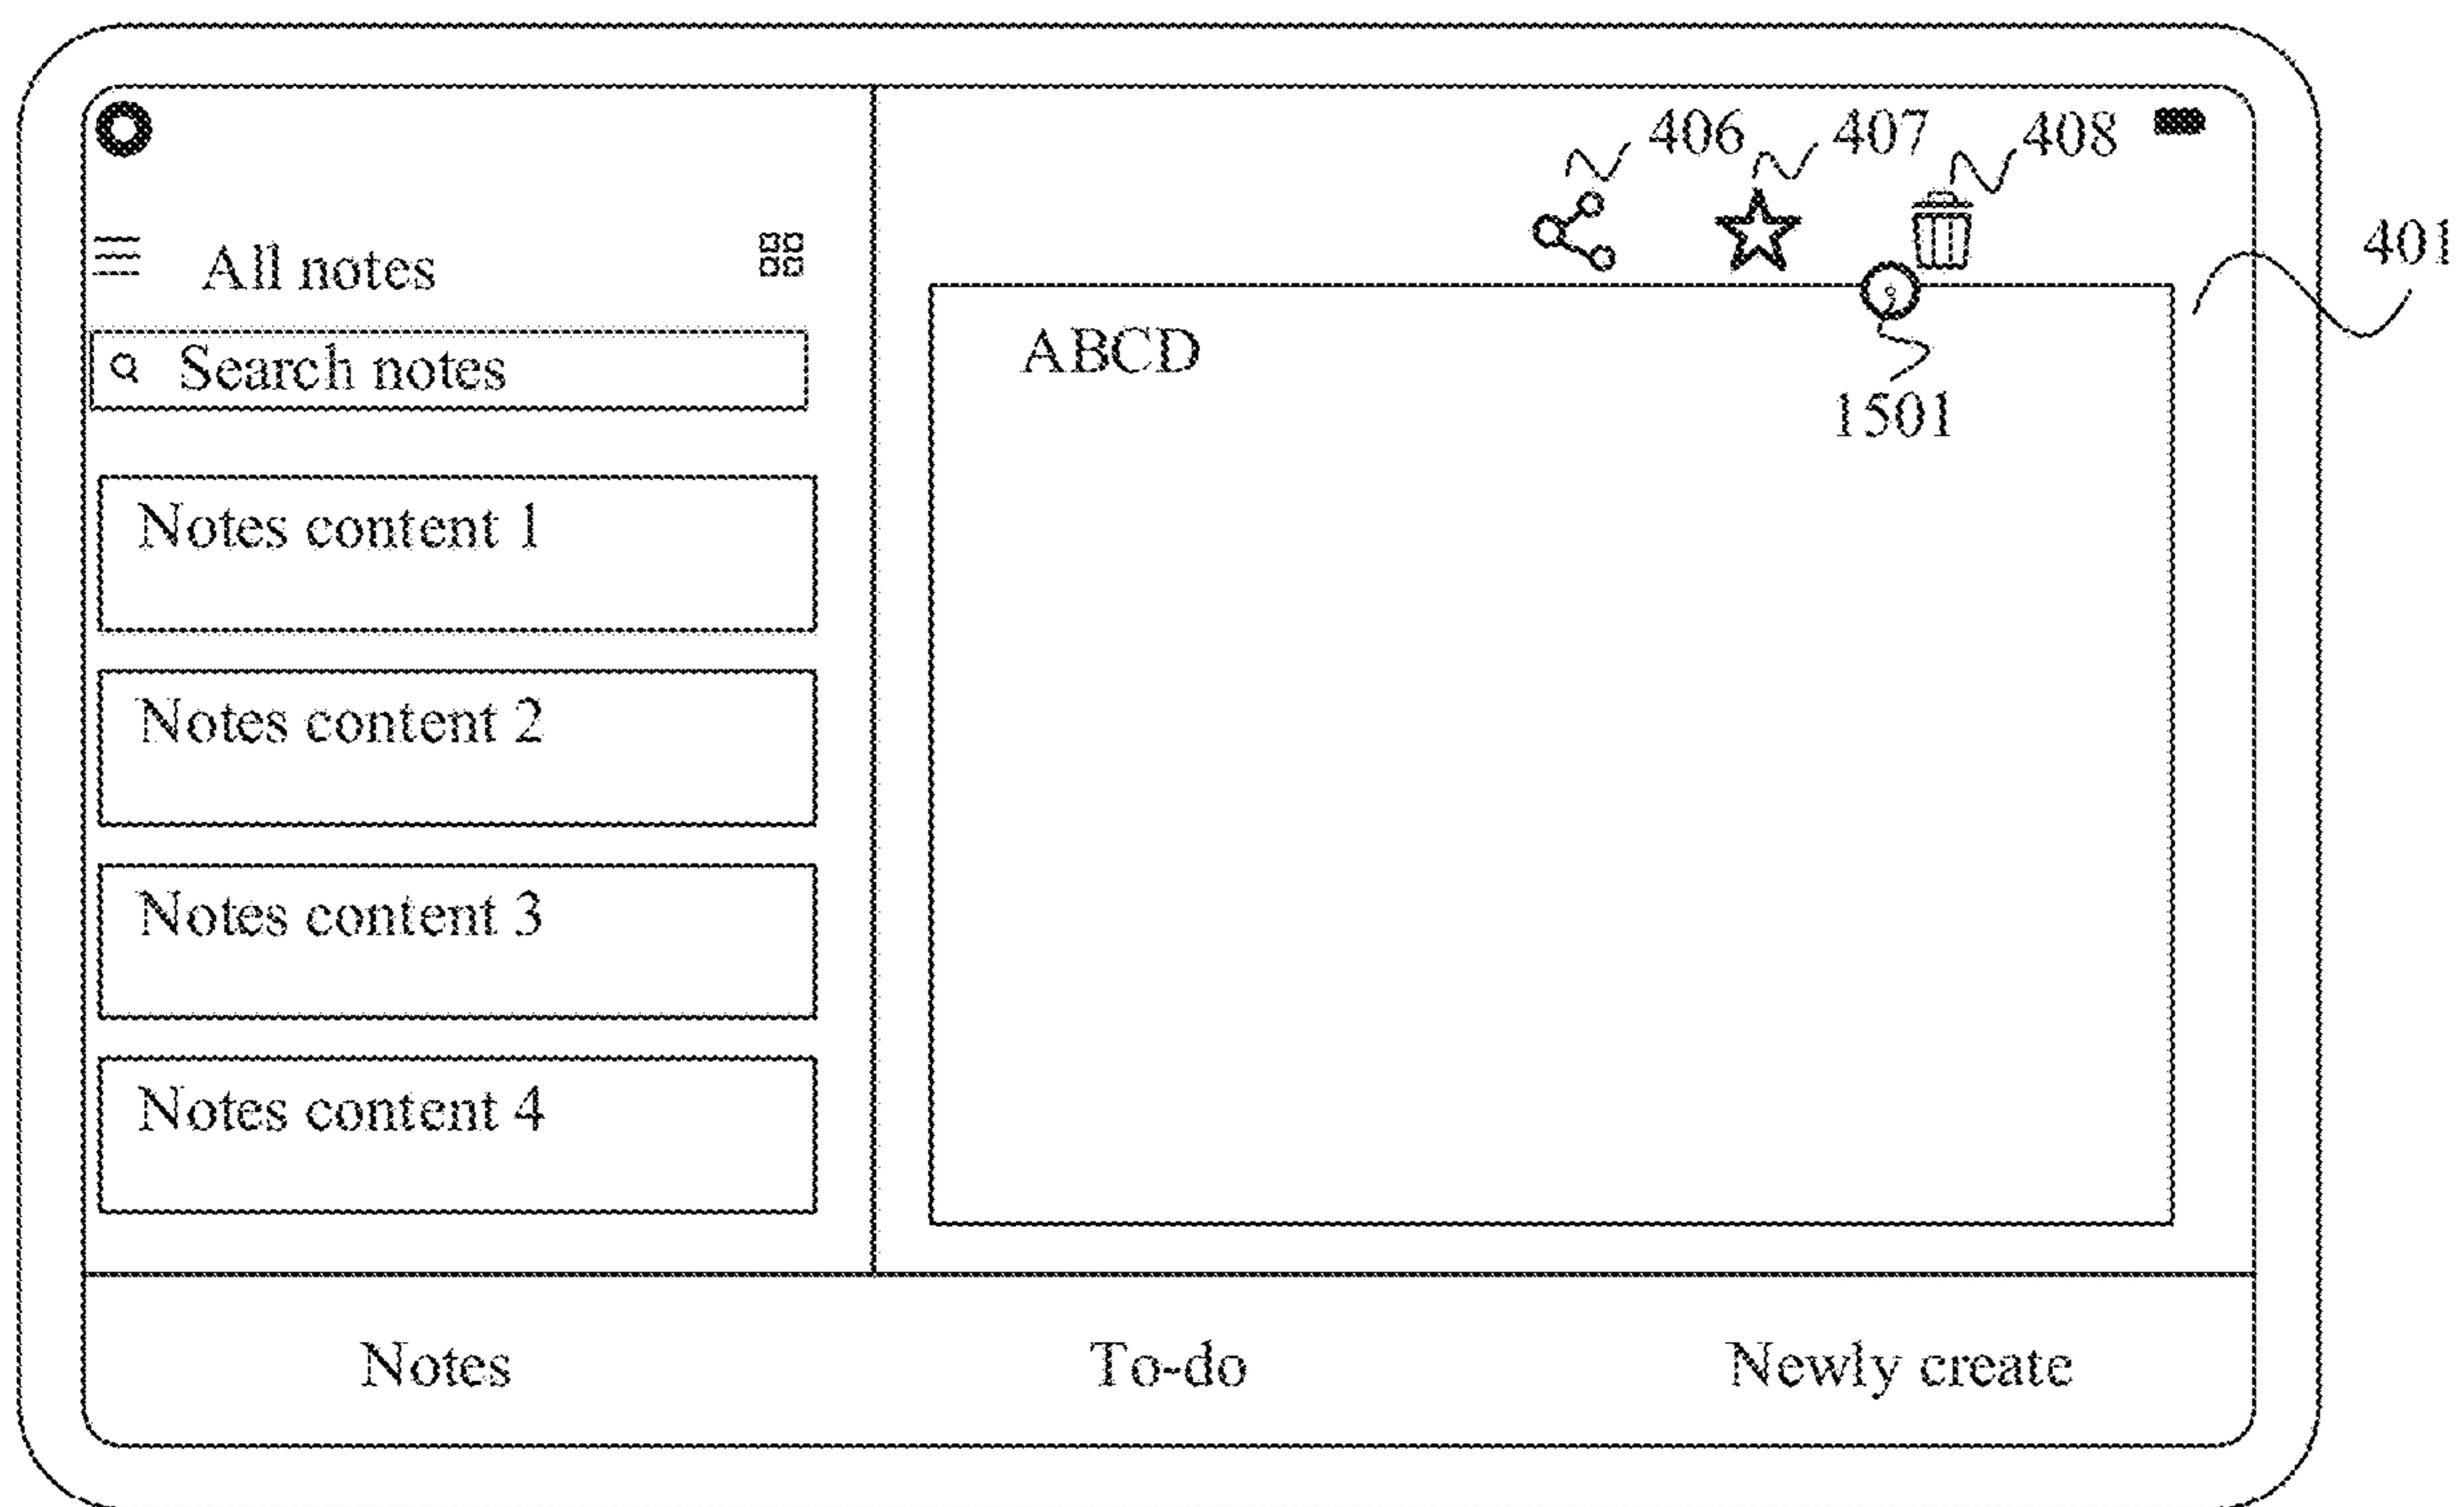 All notes
Search notes
Notes content 1
Notes content 2
Notes content 3
Notes content 4
406
407
408
401
ABCD
1501
Notes
To-do
Newly create